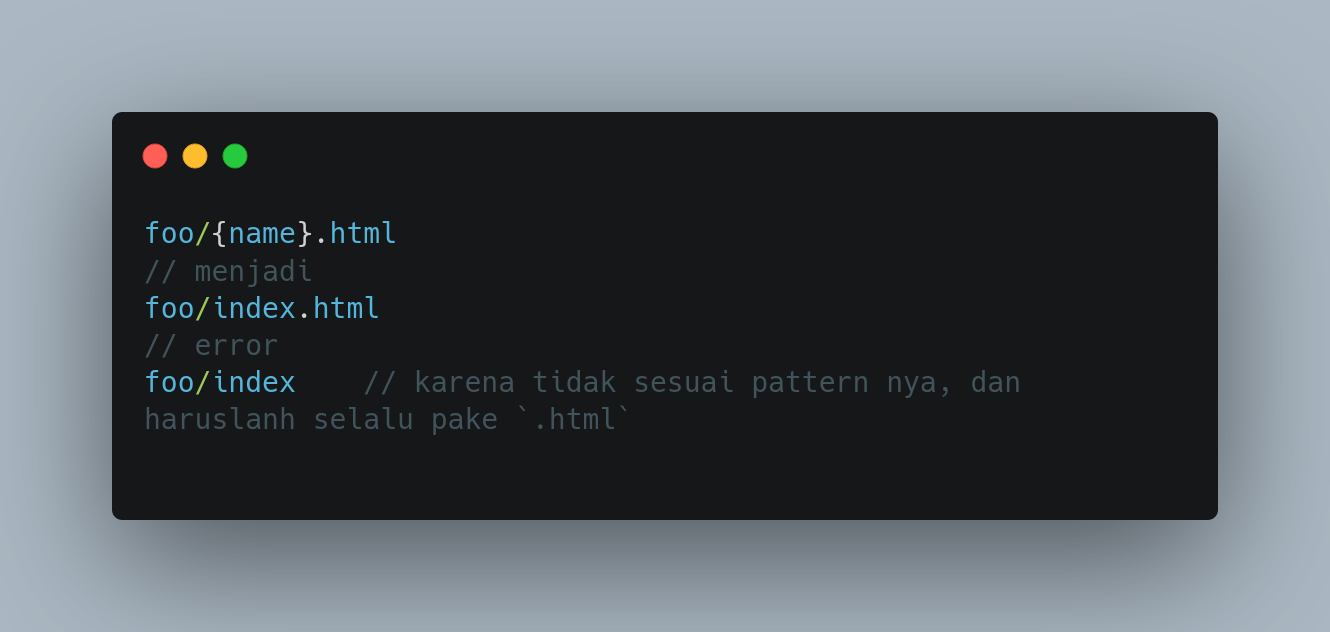 foo/{name}.html
// menjadi
foo/index.html
// error
foo/index    // karena tidak sesuai pattern nya, dan
haruslanh selalu pake `.html`